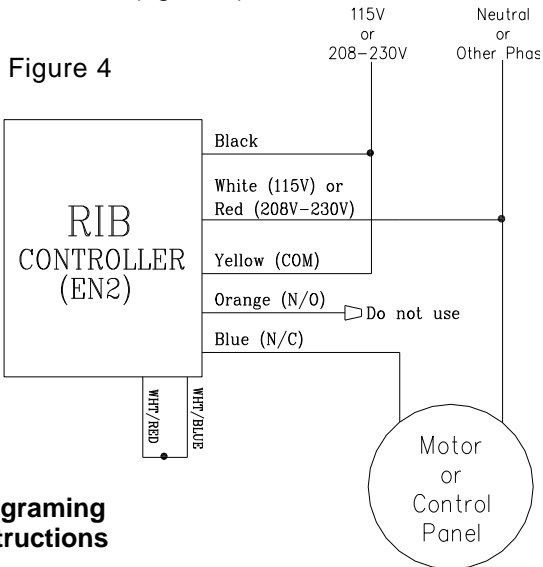 115V
or
208-230V
Neutral
or
Other Phas
Figure 4
Black
White (115V) or
Red (208V-230V)
RIB
CONTROLLER
(EN2)
Yellow (COM)
Orange (N/O)
Do not use
Blue (N/C)
WHT/RED
WHT/BLUE
Motor
or
Control
Panel
graming
tructions